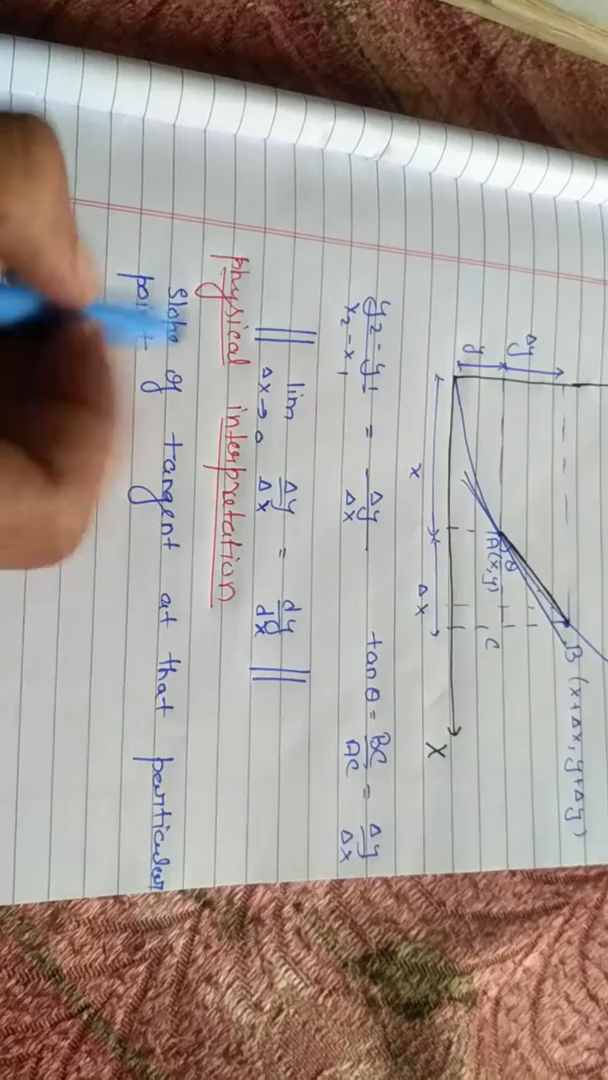 B (x+Δx, y+Δy)
Δy
θ
A(x,y)
C
y
x
Δx
X
y2 - y1 / x2 - x1 = Δy / Δx tan θ = BC / AC = Δy / Δx
|| lim Δx → 0 Δy / Δx = dy / dx ||
physical interpretation
slope of tangent at that particular
point